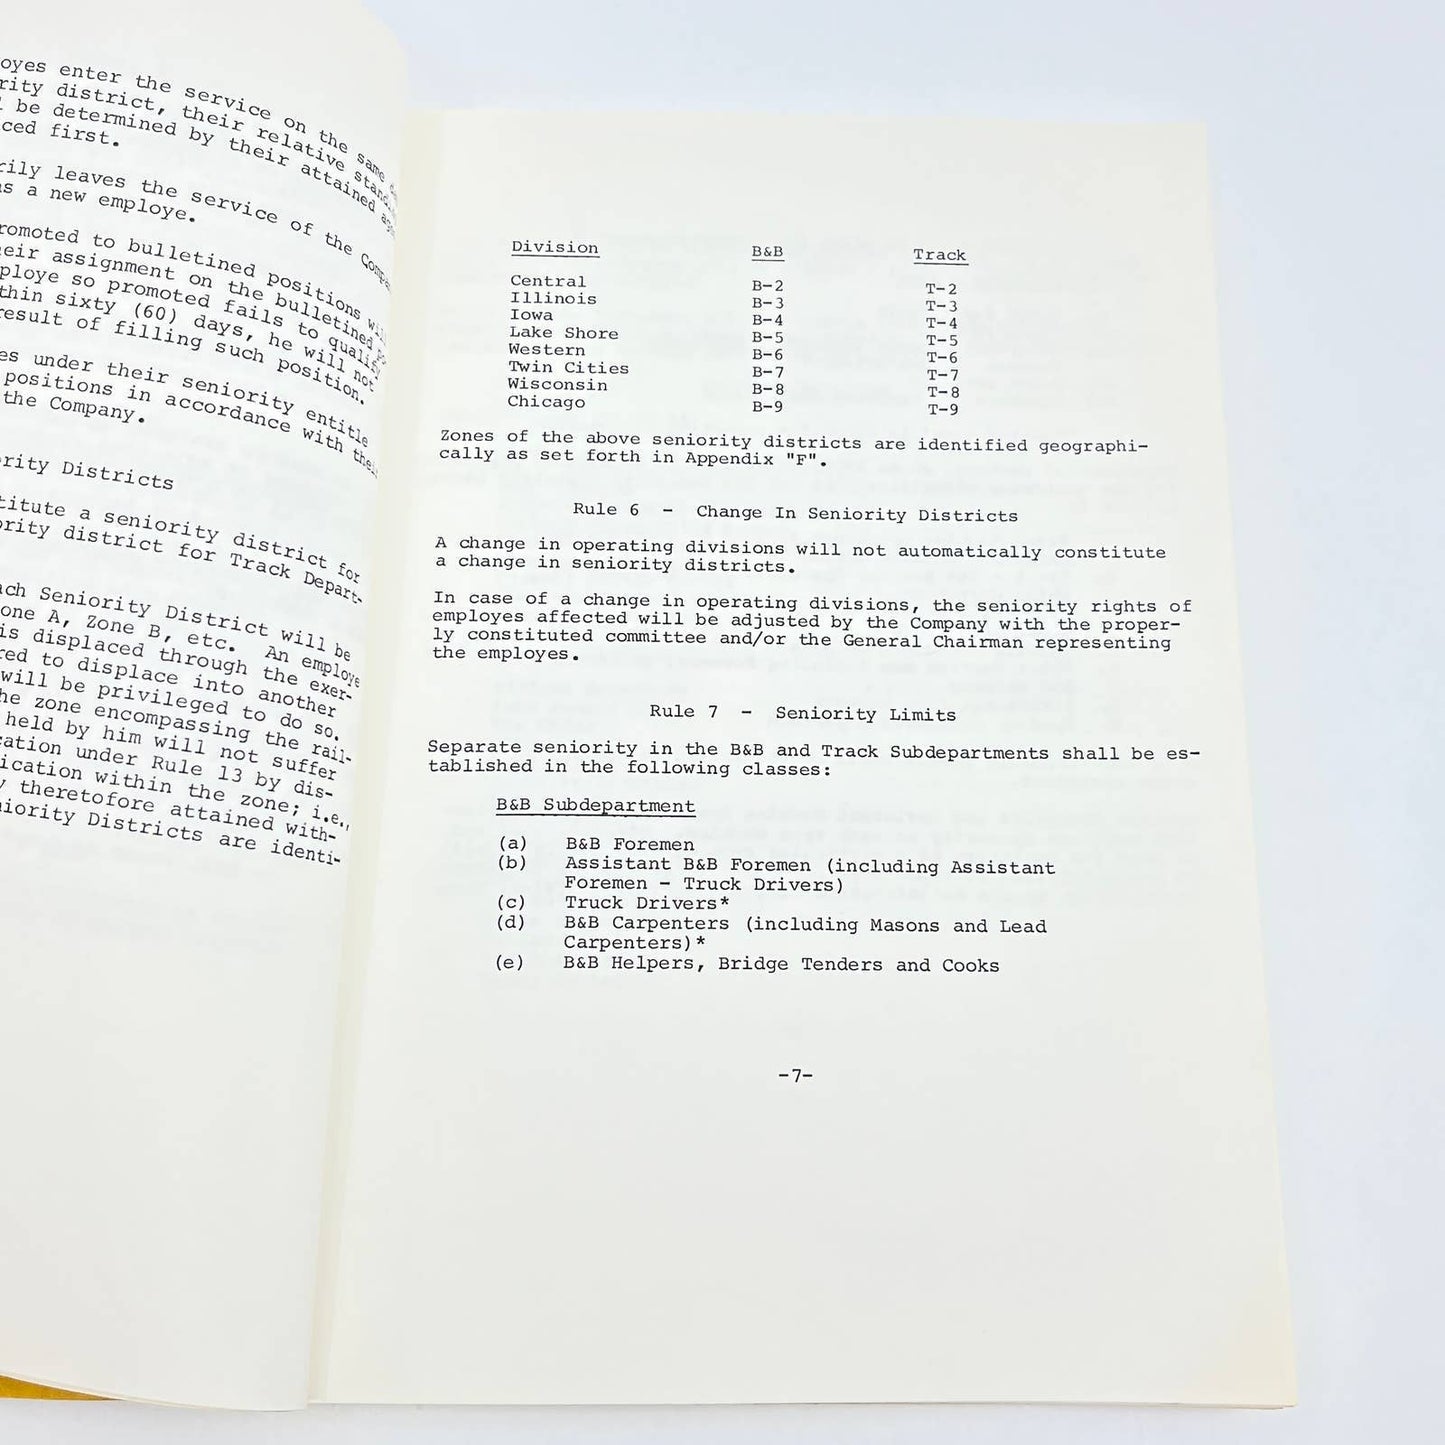 oyes enter the service on the same
rity district, their relative
be determined by their attained
ced first.
rily leaves the service of the
as a new employe.
romoted to bulletined positions
eir assignment on the bulletined
ploye so promoted fails to qualify
thin sixty (60) days, he will not
result of filling such position.
es under their seniority entitle
positions in accordance with their
the Company.
ority Districts
titute a seniority district for
ority district for Track Depart-
ach Seniority District will be
one A, Zone B, etc. An employe
is displaced through the exer-
red to displace into another
will be privileged to do so.
he zone encompassing the rail-
held by him will not suffer
cation under Rule 13 by dis-
ication within the zone; i.e.,
y theretofore attained with-
niority Districts are identi-
Division B&B Track
Central B-2 T-2
Illinois B-3 T-3
Iowa B-4 T-4
Lake Shore B-5 T-5
Western B-6 T-6
Twin Cities B-7 T-7
Wisconsin B-8 T-8
Chicago B-9 T-9
Zones of the above seniority districts are identified geographi-
cally as set forth in Appendix "F".
Rule 6 - Change In Seniority Districts
A change in operating divisions will not automatically constitute
a change in seniority districts.
In case of a change in operating divisions, the seniority rights of
employes affected will be adjusted by the Company with the proper-
ly constituted committee and/or the General Chairman representing
the employes.
Rule 7 - Seniority Limits
Separate seniority in the B&B and Track Subdepartments shall be es-
tablished in the following classes:
B&B Subdepartment
(a) B&B Foremen
(b) Assistant B&B Foremen (including Assistant
Foremen - Truck Drivers)
(c) Truck Drivers*
(d) B&B Carpenters (including Masons and Lead
Carpenters)*
(e) B&B Helpers, Bridge Tenders and Cooks
-7-